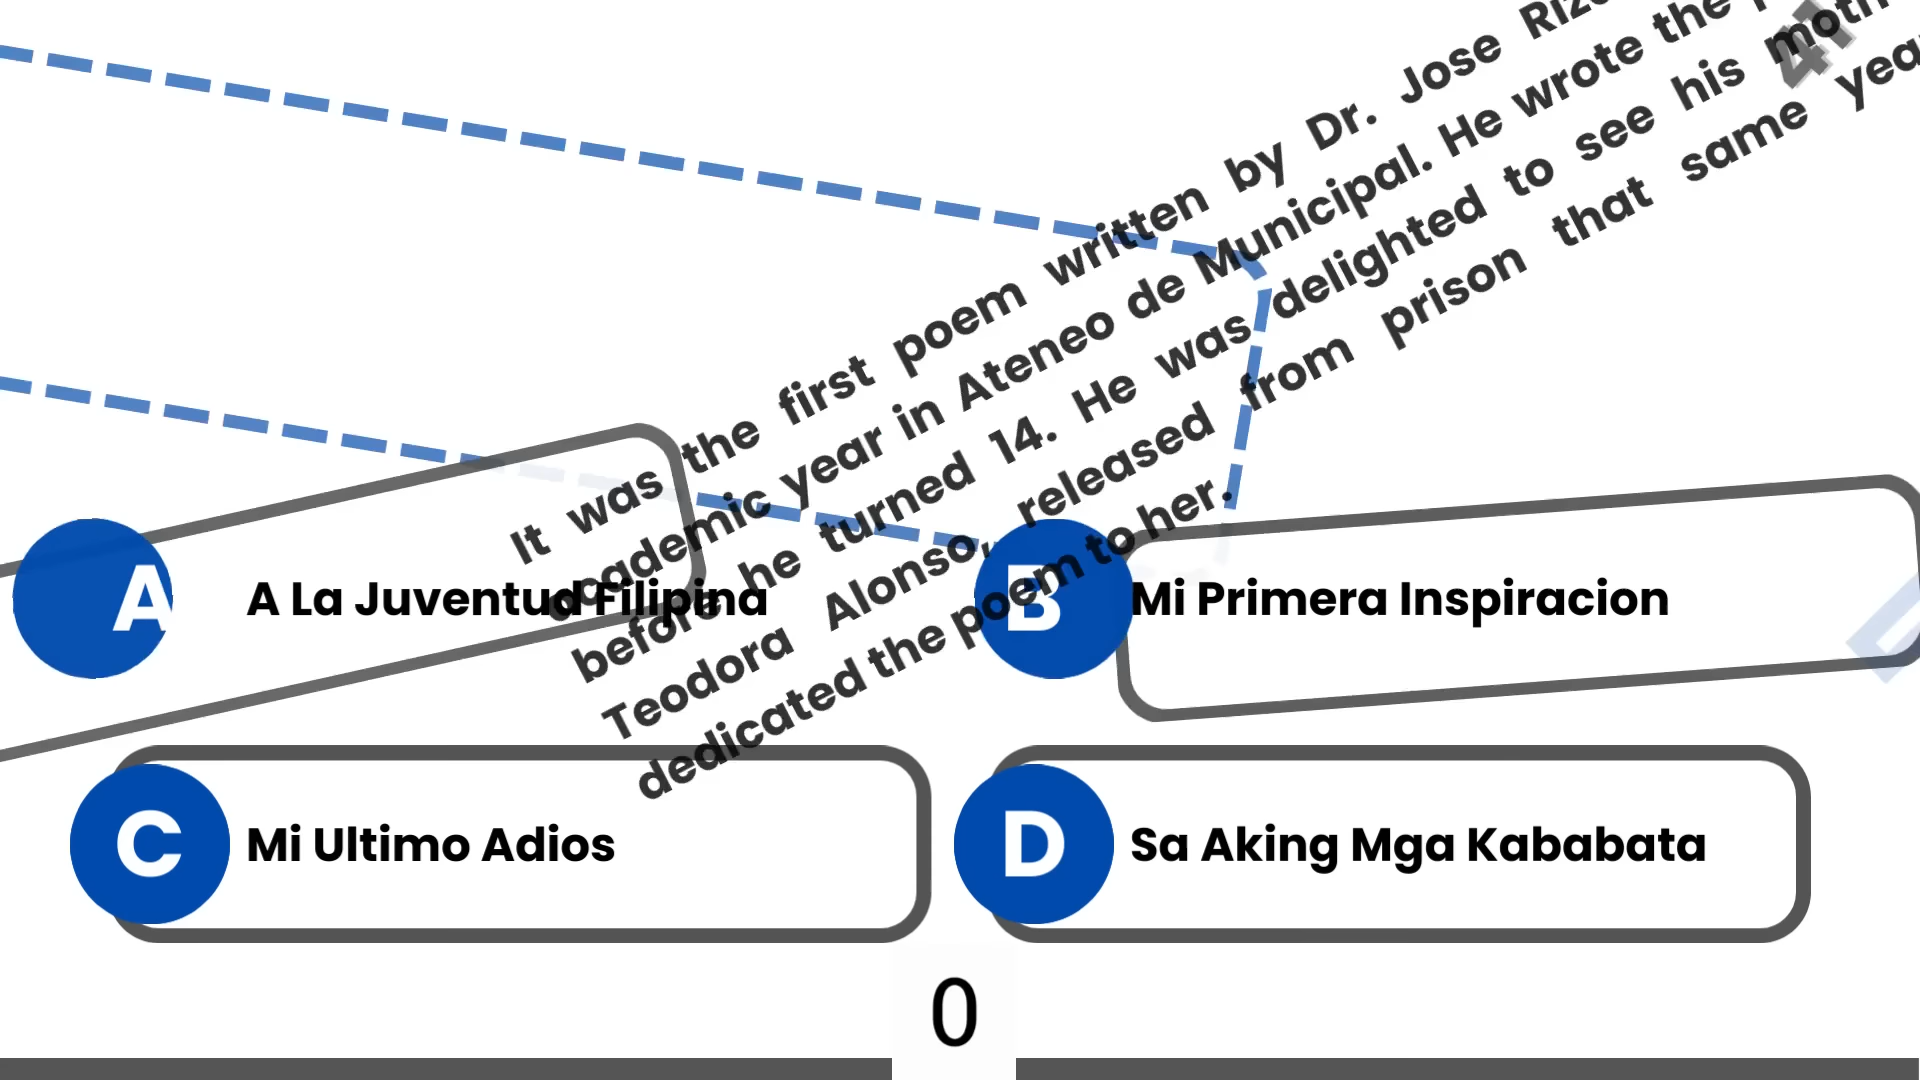 It was the first poem written by Dr. Jose
academic year in Ateneo de Municipal. He wrote the
before he turned 14. He was delighted to see his
Teodora Alonso, released from prison that same
dedicated the poem to her.
41
A
A La Juventud Filipina
B
Mi Primera Inspiracion
C
Mi Ultimo Adios
D
Sa Aking Mga Kababata
0